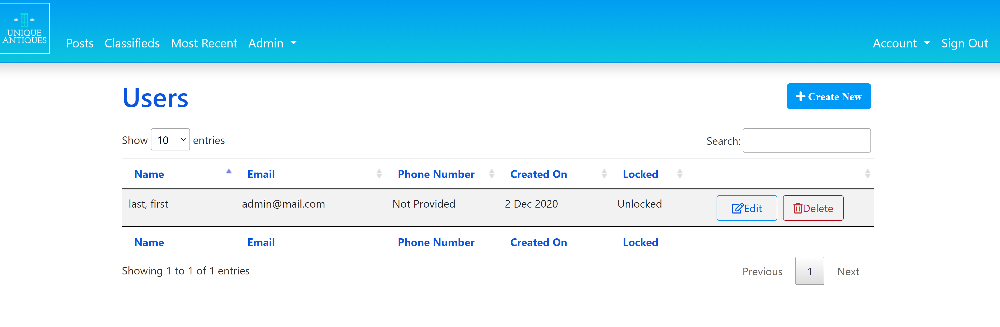 UNIQUE
ANTIQUES
Posts Classifieds Most Recent Admin Account Sign Out
Users Create New
Show 10 entries Search:
Name Email Phone Number Created On Locked
last, first admin@mail.com Not Provided 2 Dec 2020 Unlocked Edit Delete
Name Email Phone Number Created On Locked
Showing 1 to 1 of 1 entries Previous 1 Next